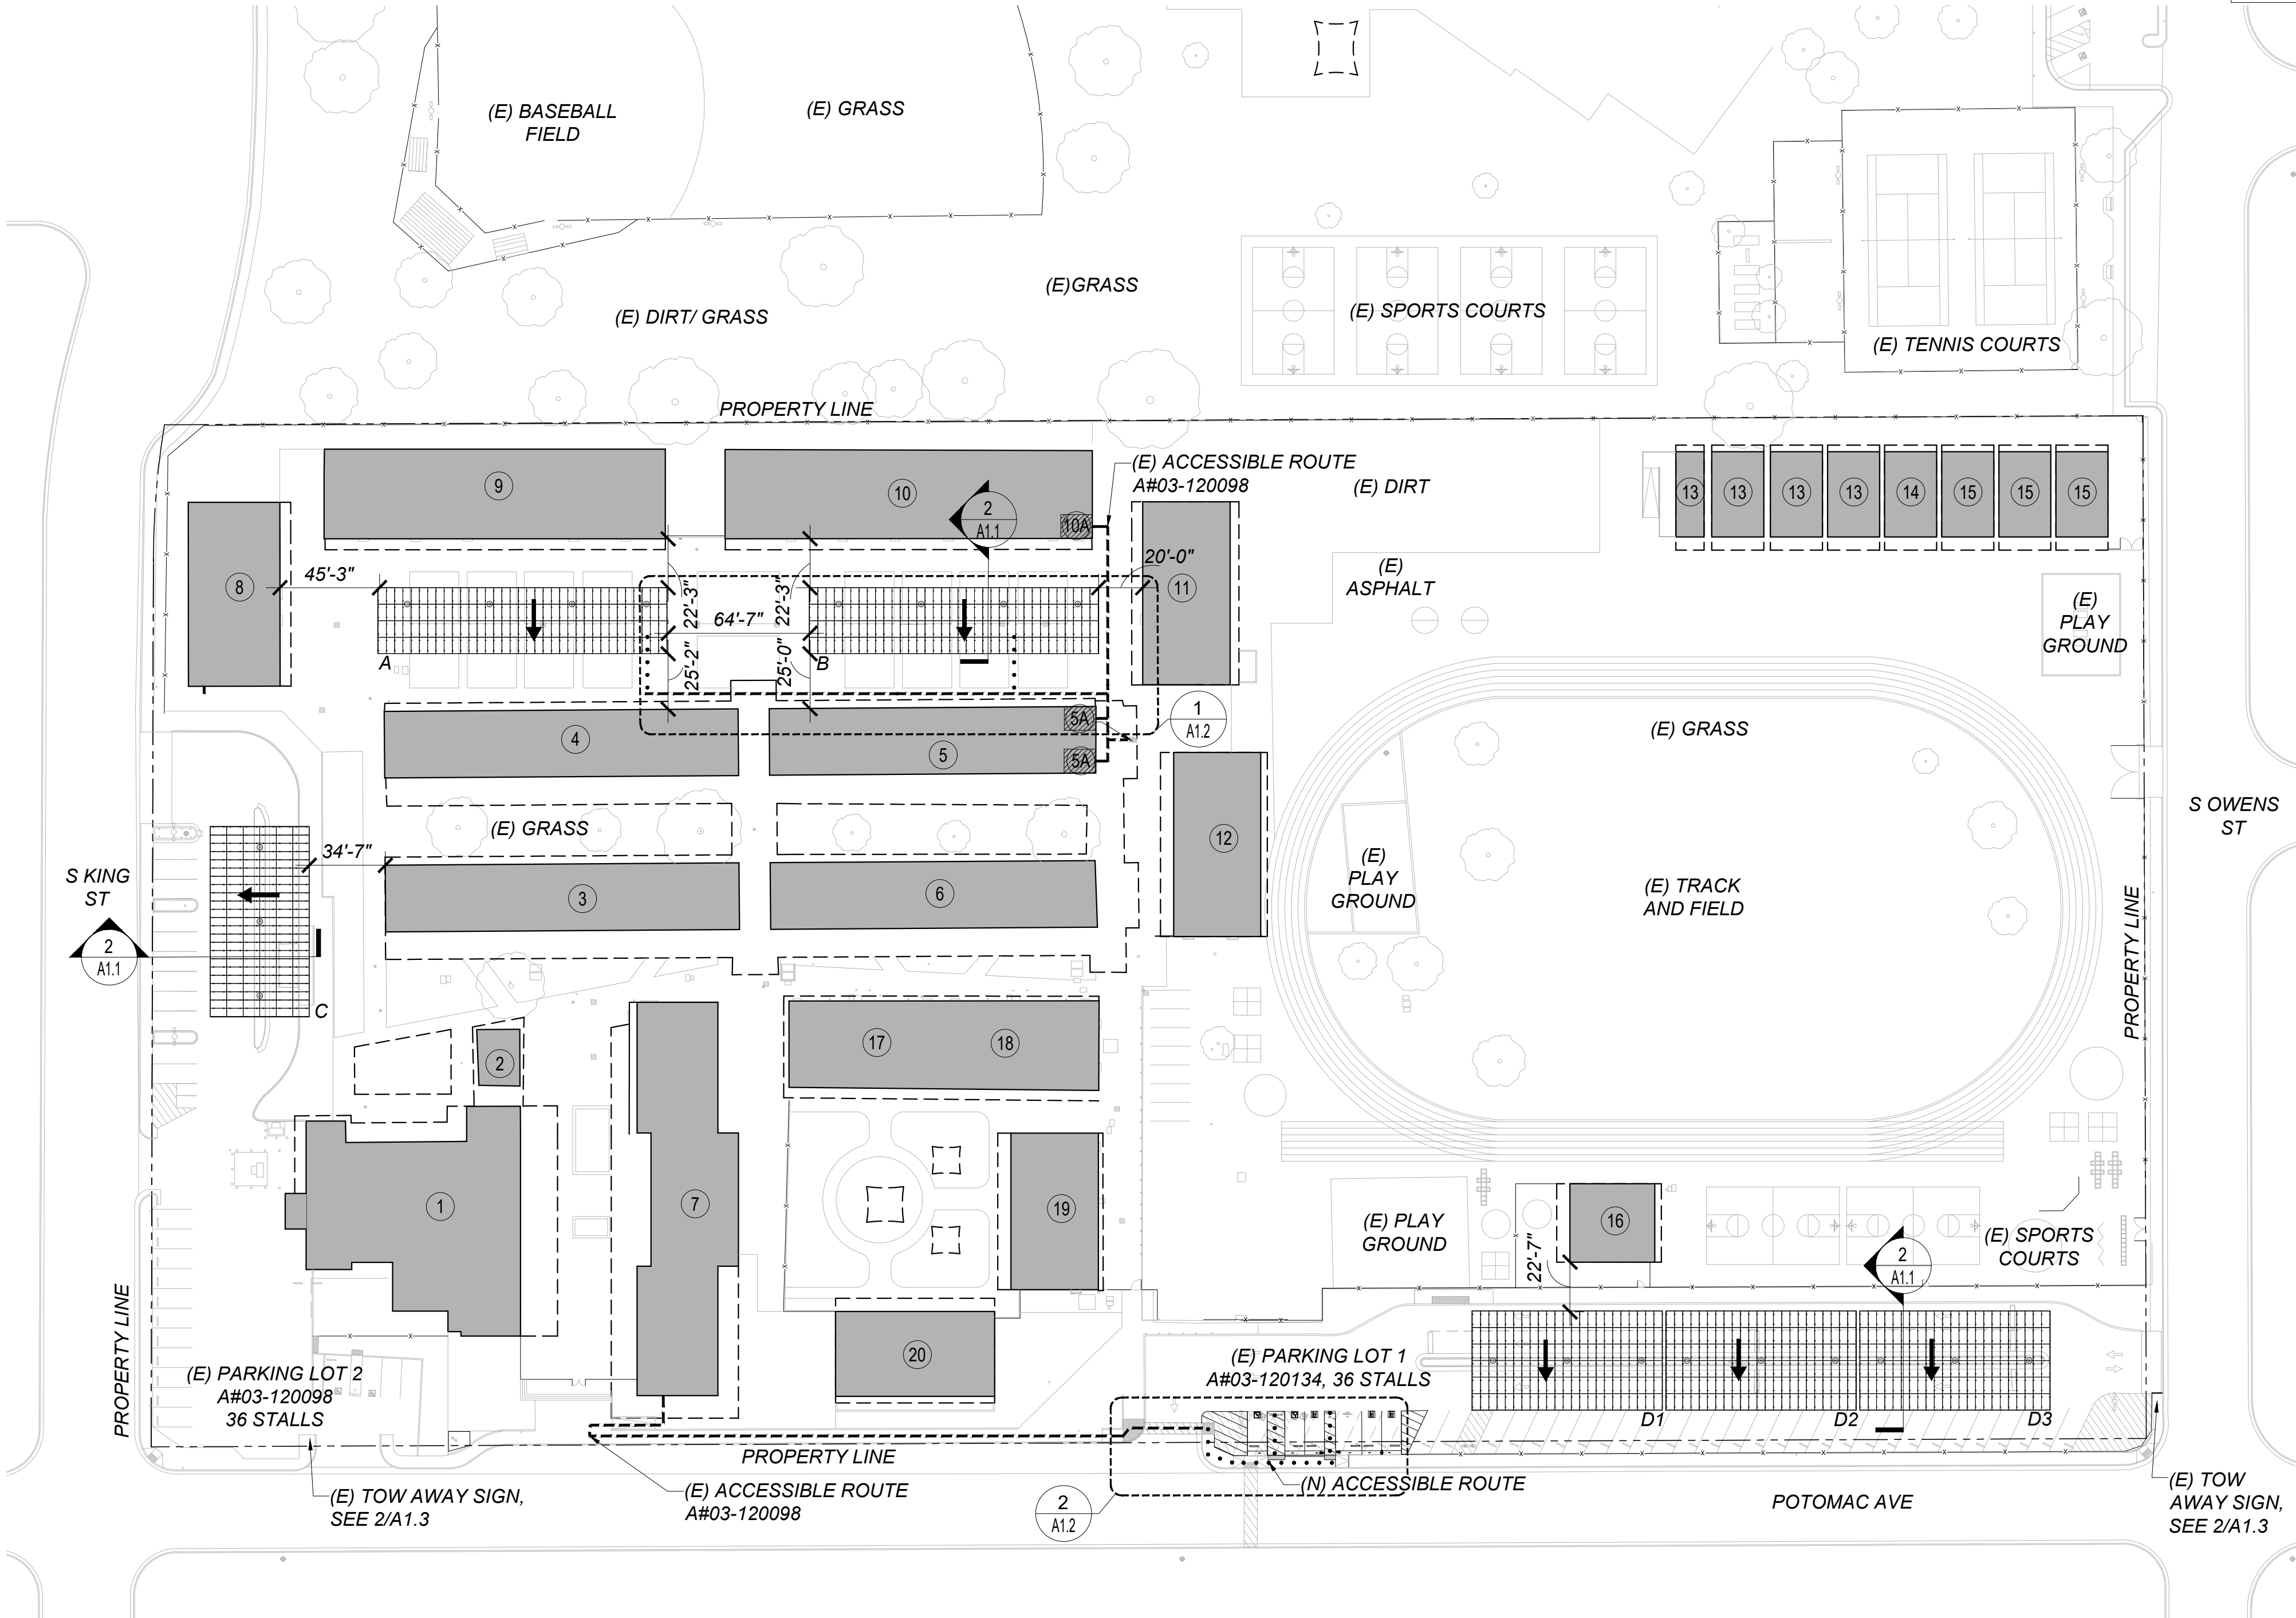 (E) BASEBALL
FIELD
(E) GRASS
(E)GRASS
(E) DIRT/ GRASS
(E) SPORTS COURTS
(E) TENNIS COURTS
PROPERTY LINE
(E) ACCESSIBLE ROUTE
A#03-120098
(E) DIRT
9
10
2
A1.1
10A
13
13
13
13
14
15
15
15
8
45'-3"
22'-3"
22'-3"
64'-7"
20'-0"
11
(E)
ASPHALT
(E)
PLAY
GROUND
A
B
25'-2"
25'-0"
4
5
5A
5A
1
A1.2
(E) GRASS
12
S OWENS
ST
(E) GRASS
34'-7"
S KING
ST
3
6
(E)
PLAY
GROUND
(E) TRACK
AND FIELD
PROPERTY LINE
2
A1.1
C
2
17
18
1
7
19
(E) PLAY
GROUND
16
22'-7"
2
A1.1
(E) SPORTS
COURTS
PROPERTY LINE
20
(E) PARKING LOT 2
A#03-120098
36 STALLS
(E) PARKING LOT 1
A#03-120134, 36 STALLS
D1
D2
D3
PROPERTY LINE
(E) TOW AWAY SIGN,
SEE 2/A1.3
(E) ACCESSIBLE ROUTE
A#03-120098
2
A1.2
(N) ACCESSIBLE ROUTE
POTOMAC AVE
(E) TOW
AWAY SIGN,
SEE 2/A1.3